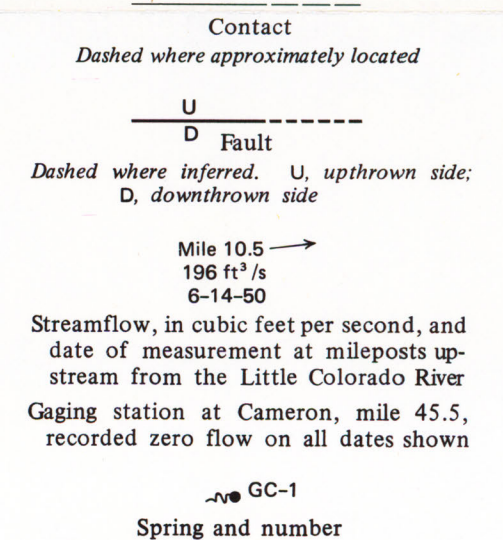 Contact
Dashed where approximately located
U
D Fault
Dashed where inferred. U, upthrown side;
D, downthrown side
Mile 10.5
196 ft³/s
6-14-50
Streamflow, in cubic feet per second, and
date of measurement at mileposts up-
stream from the Little Colorado River
Gaging station at Cameron, mile 45.5,
recorded zero flow on all dates shown
GC-1
Spring and number